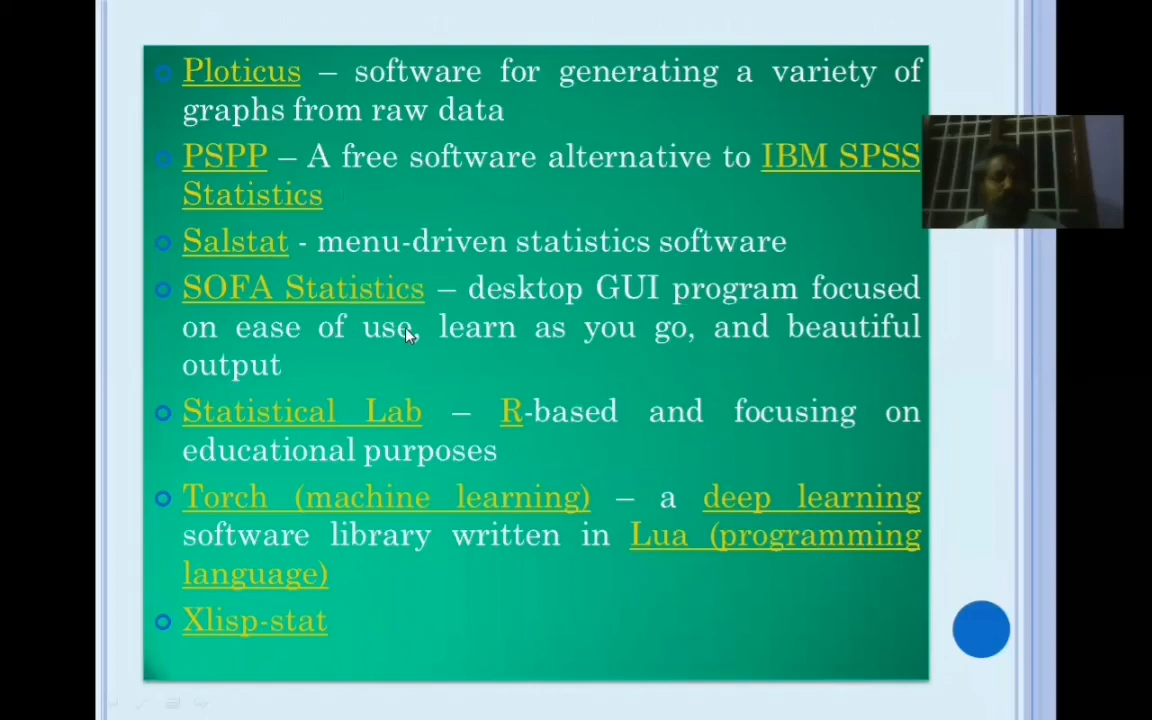 Ploticus – software for generating a variety of
graphs from raw data
PSPP – A free software alternative to IBM SPSS
Statistics
Salstat - menu-driven statistics software
SOFA Statistics – desktop GUI program focused
on ease of use, learn as you go, and beautiful
output
Statistical Lab – R-based and focusing on
educational purposes
Torch (machine learning) – a deep learning
software library written in Lua (programming
language)
Xlisp-stat